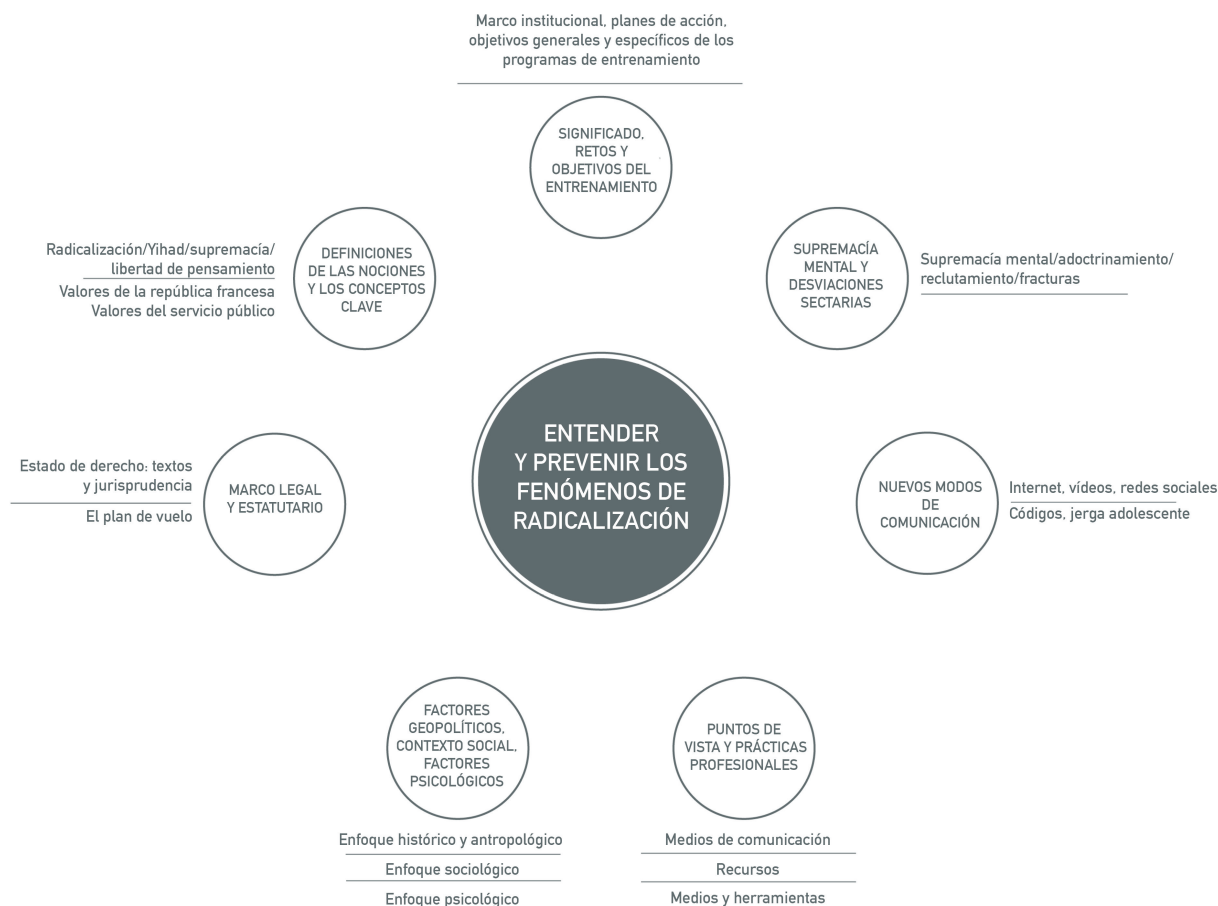 Marco institucional, planes de acción,
objetivos generales y específicos de los
programas de entrenamiento
SIGNIFICADO,
RETOS Y
OBJETIVOS DEL
ENTRENAMIENTO
Radicalización/Yihad/supremacía/
libertad de pensamiento
Valores de la república francesa
Valores del servicio público
DEFINICIONES
DE LAS NOCIONES
Y LOS CONCEPTOS
CLAVE
SUPREMACÍA
MENTAL Y
DESVIACIONES
SECTARIAS
Supremacía mental/adoctrinamiento/
reclutamiento/fracturas
ENTENDER
Y PREVENIR LOS
FENÓMENOS DE
RADICALIZACIÓN
Estado de derecho: textos
y jurisprudencia
El plan de vuelo
MARCO LEGAL
Y ESTATUTARIO
NUEVOS MODOS
DE
COMUNICACIÓN
Internet, vídeos, redes sociales
Códigos, jerga adolescente
FACTORES
GEOPOLÍTICOS,
CONTEXTO SOCIAL,
FACTORES
PSICOLÓGICOS
Enfoque histórico y antropológico
Enfoque sociológico
Enfoque psicológico
PUNTOS DE
VISTA Y PRÁCTICAS
PROFESIONALES
Medios de comunicación
Recursos
Medios y herramientas